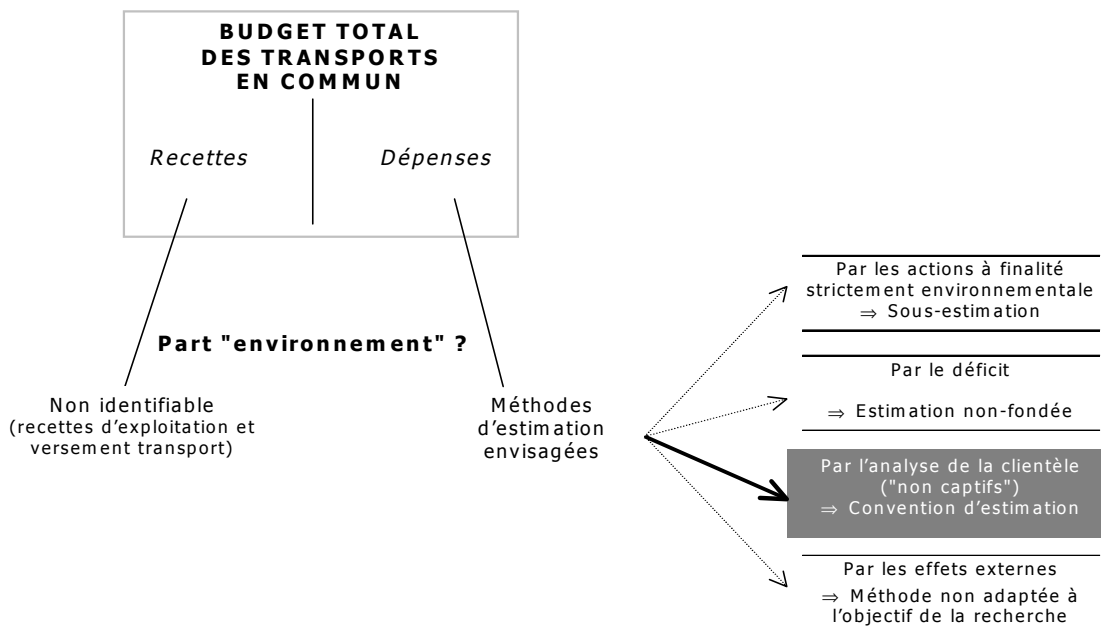 BUDGET TOTAL
DES TRANSPORTS
EN COMMUN
Recettes
Dépenses
Part "environnement" ?
Non identifiable
(recettes d'exploitation et
versement transport)
Méthodes
d'estimation
envisagées
Par les actions à finalité
strictement environnementale
⇒ Sous-estimation
Par le déficit
⇒ Estimation non-fondée
Par l'analyse de la clientèle
("non captifs")
⇒ Convention d'estimation
Par les effets externes
⇒ Méthode non adaptée à
l'objectif de la recherche